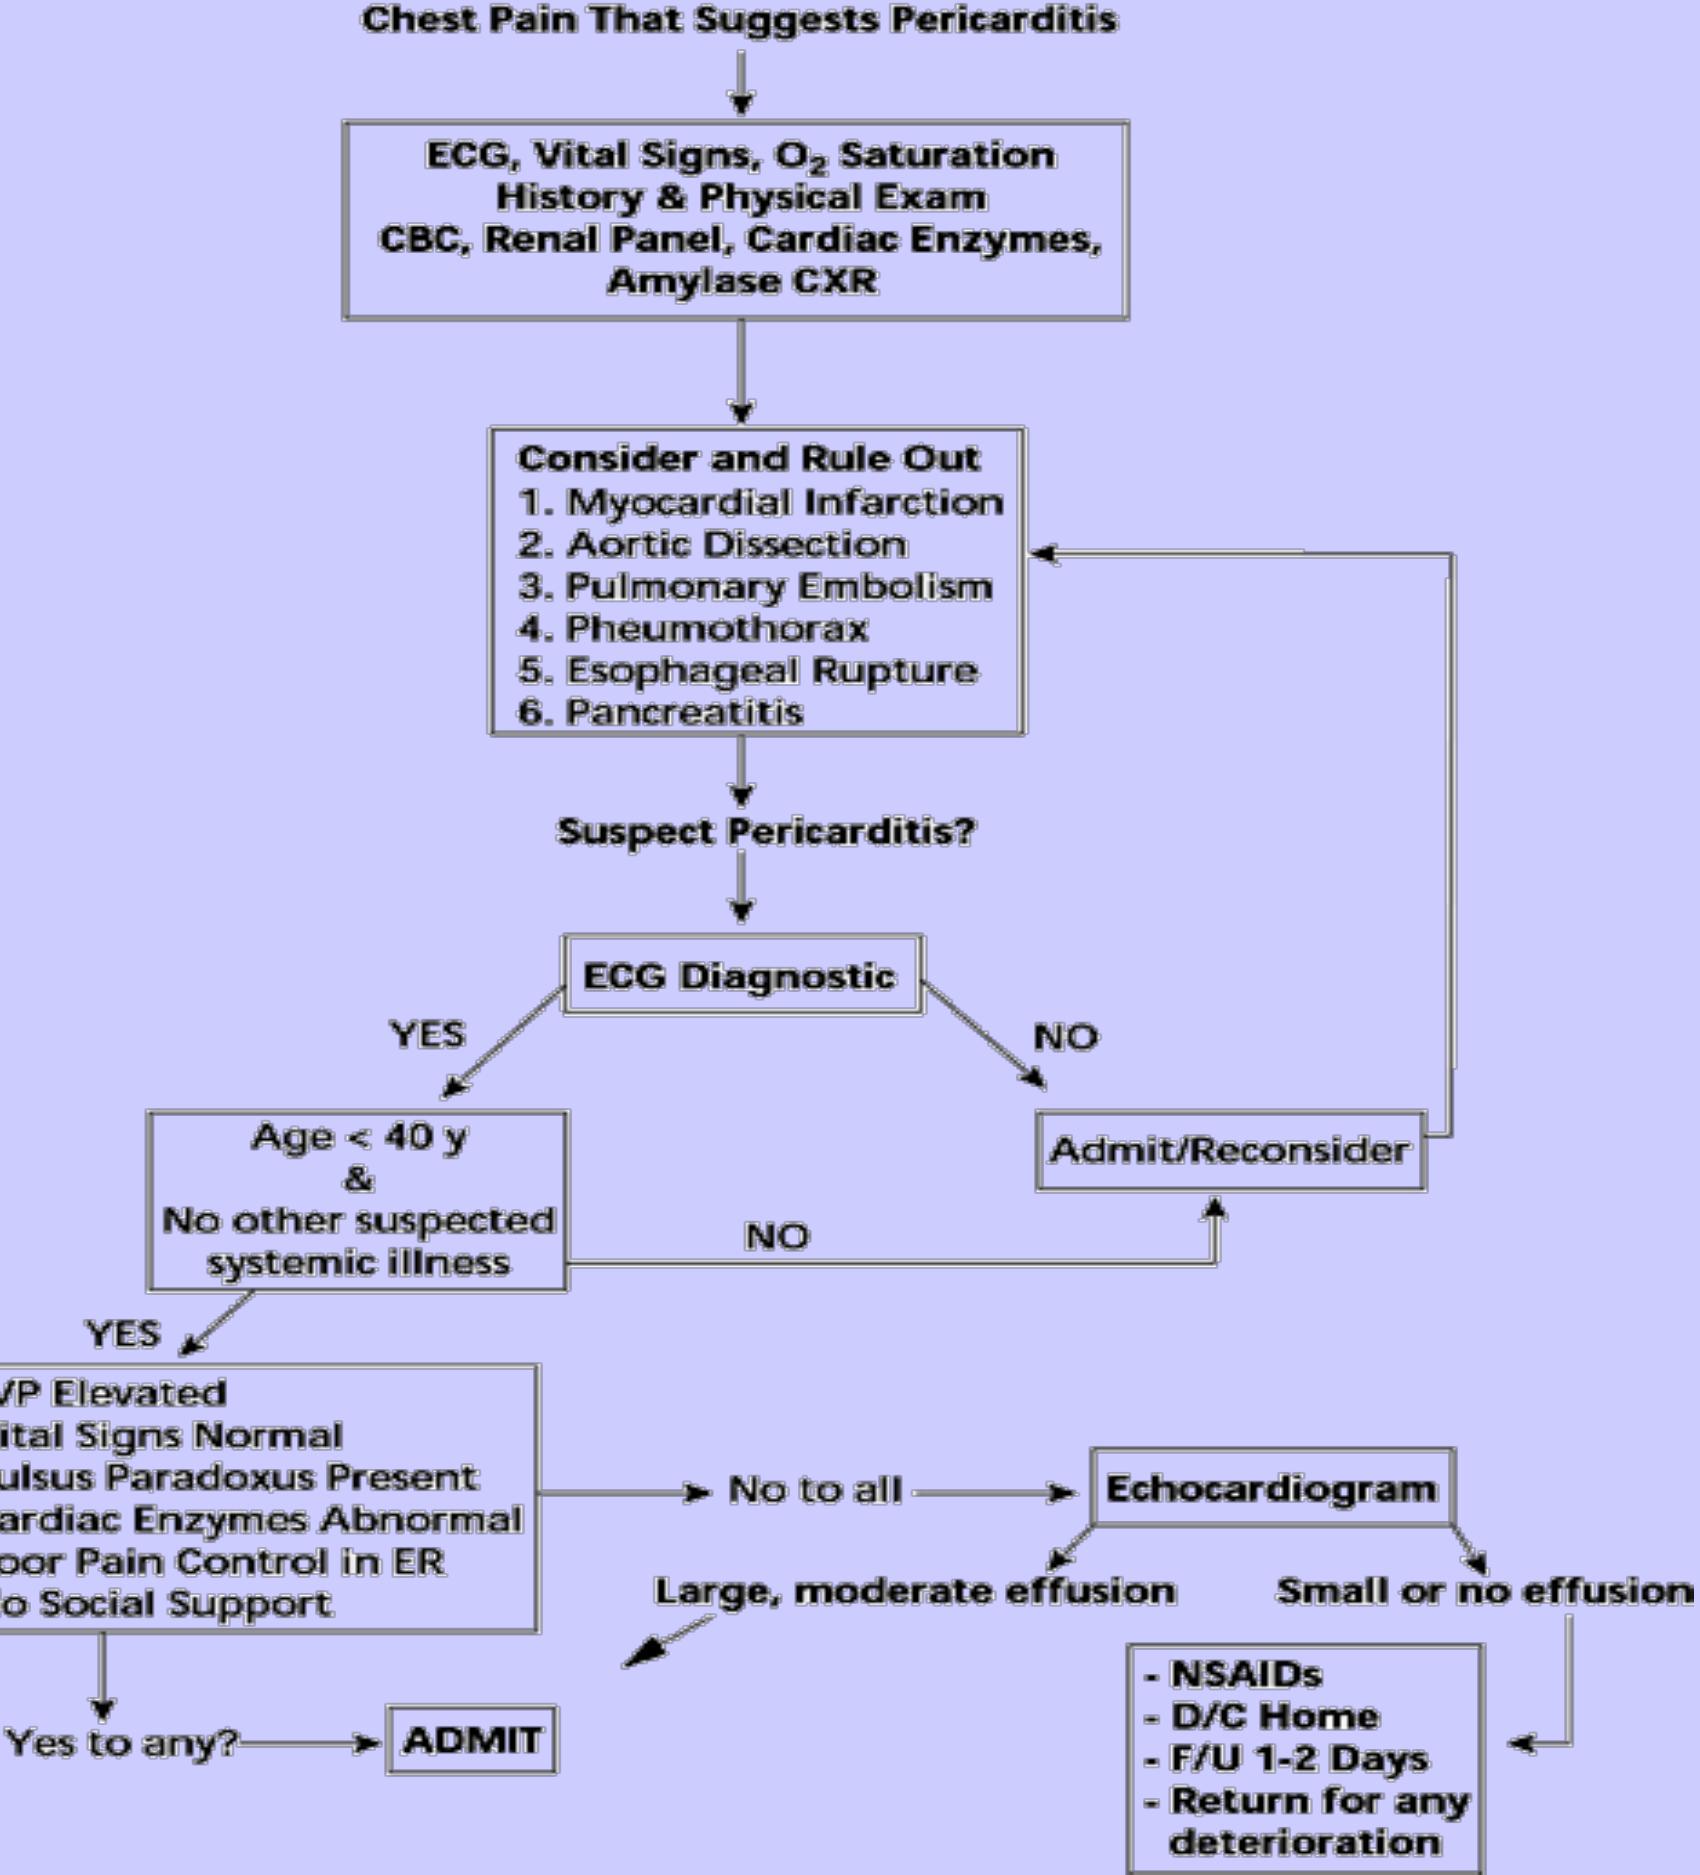 Chest Pain That Suggests Pericarditis
ECG, Vital Signs, O₂ Saturation
History & Physical Exam
CBC, Renal Panel, Cardiac Enzymes,
Amylase CXR
Consider and Rule Out
1. Myocardial Infarction
2. Aortic Dissection
3. Pulmonary Embolism
4. Pheumothorax
5. Esophageal Rupture
6. Pancreatitis
Suspect Pericarditis?
ECG Diagnostic
YES
NO
Age < 40 y
&
No other suspected
systemic illness
Admit/Reconsider
NO
YES
VP Elevated
ital Signs Normal
ulsus Paradoxus Present
ardiac Enzymes Abnormal
oor Pain Control in ER
o Social Support
No to all
Echocardiogram
Large, moderate effusion
Small or no effusion
Yes to any?
ADMIT
- NSAIDs
- D/C Home
- F/U 1-2 Days
- Return for any
deterioration